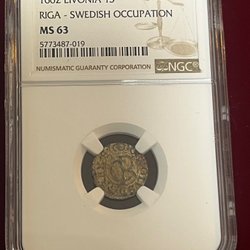 1662 LIVONIA 1S
RIGA - SWEDISH OCCUPATION
MS 63
5773487-019
NGC
NUMISMATIC GUARANTY CORPORATION